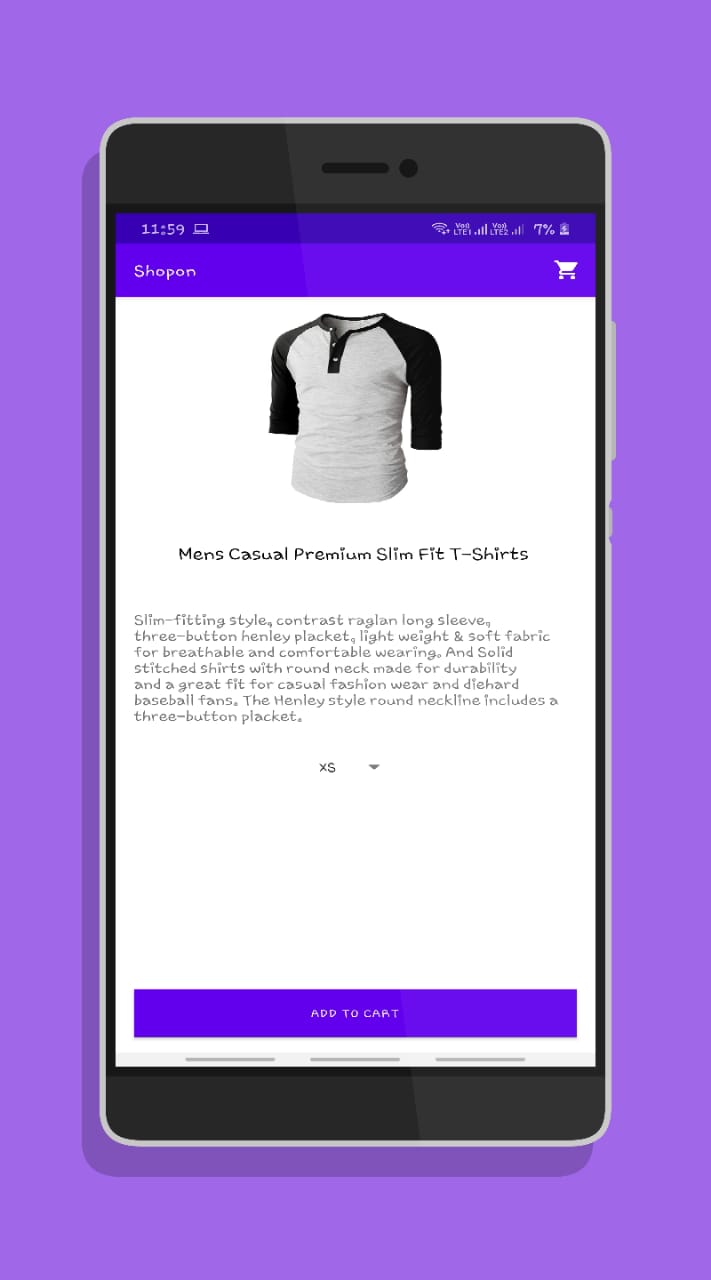 11:59 Vo)) LTE1 Vo)) LTE2 7%
Shopon
Mens Casual Premium Slim Fit T-Shirts
Slim-fitting style, contrast raglan long sleeve,
three-button henley placket, light weight & soft fabric
for breathable and comfortable wearing. And Solid
stitched shirts with round neck made for durability
and a great fit for casual fashion wear and diehard
baseball fans. The Henley style round neckline includes a
three-button placket.
XS
ADD TO CART